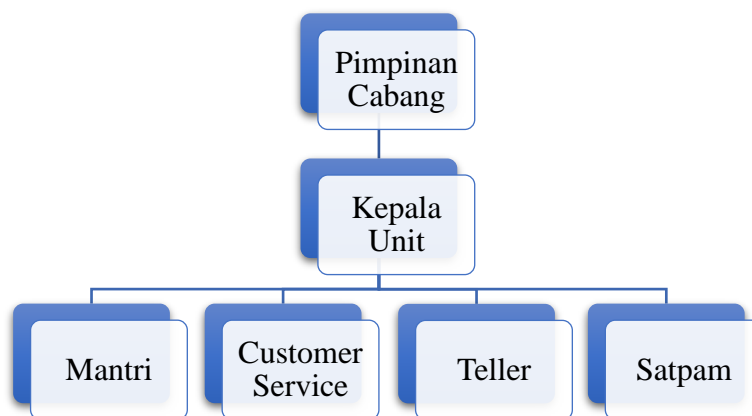 Pimpinan
Cabang
Kepala
Unit
Mantri
Customer
Service
Teller
Satpam